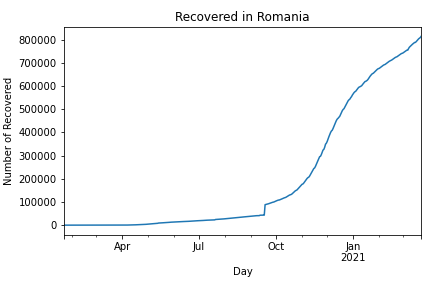 Recovered in Romania
Number of Recovered
800000
700000
600000
500000
400000
300000
200000
100000
0
Apr
Jul
Oct
Jan
2021
Day